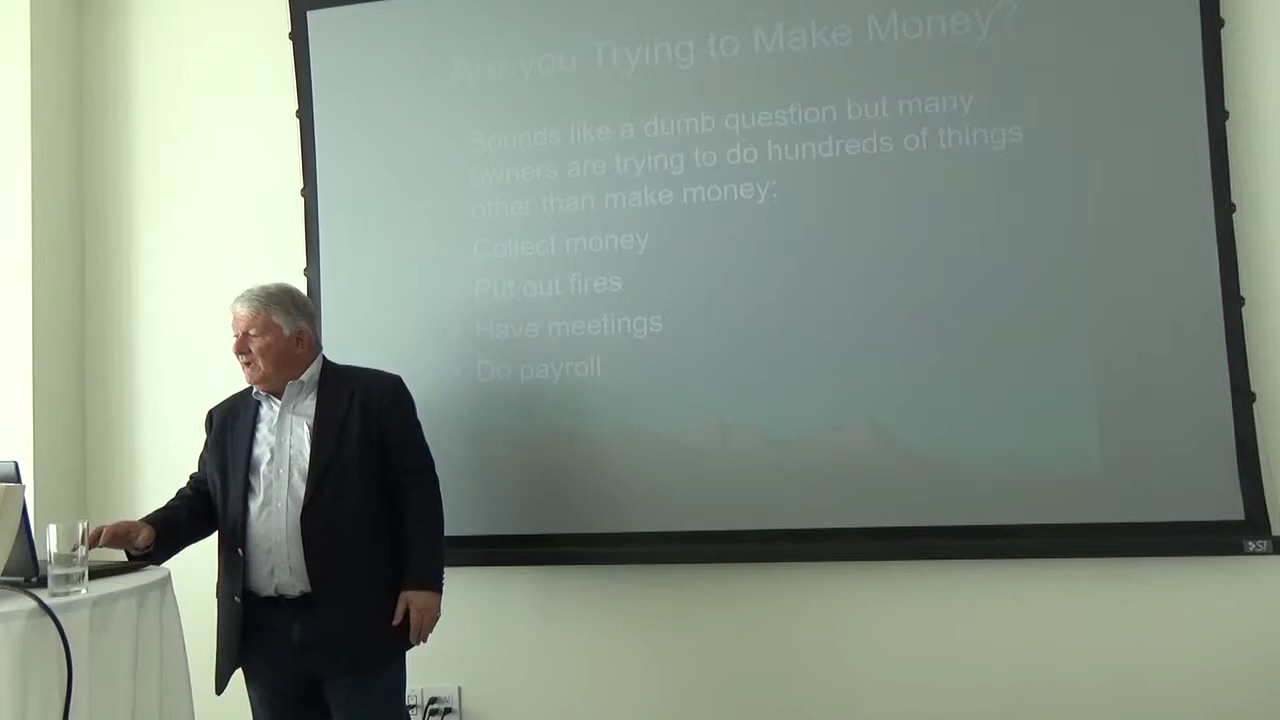 Are you Trying to Make Money?
Sounds like a dumb question but many
owners are trying to do hundreds of things
other than make money:
Collect money
Put out fires
Have meetings
Do payroll
SI